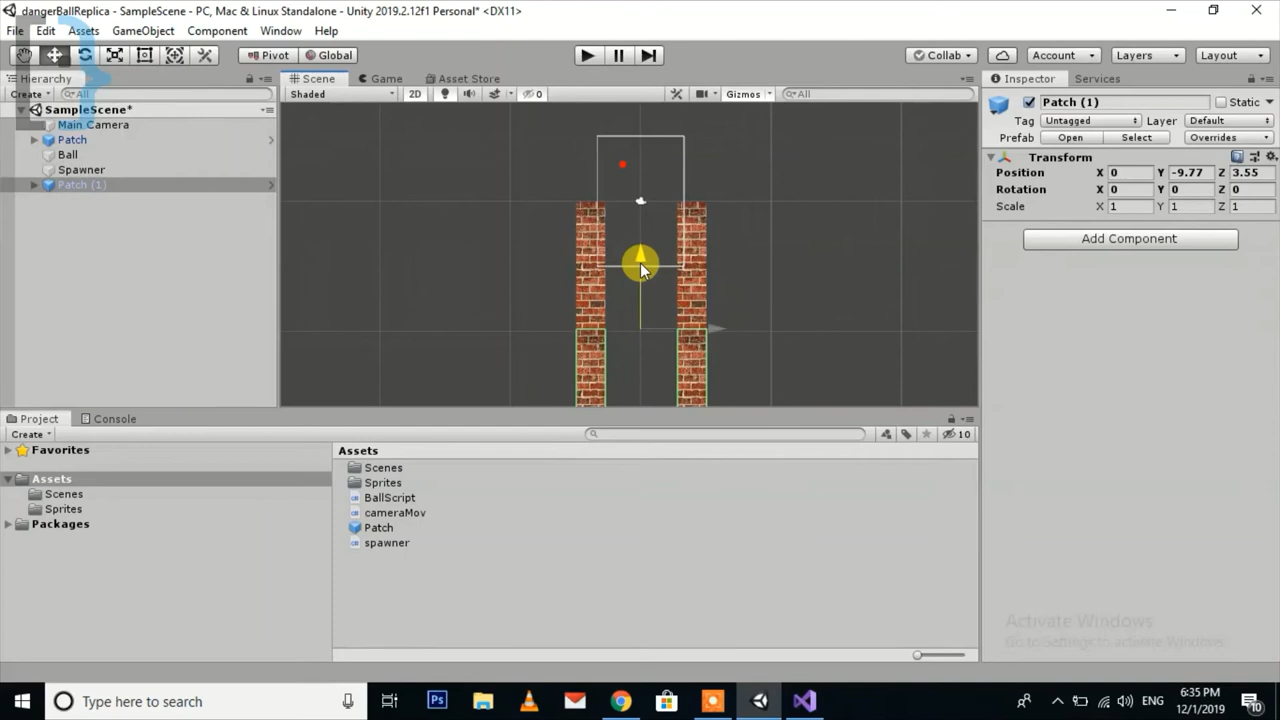 dangerBallReplica - SampleScene - PC, Mac & Linux Standalone - Unity 2019.2.12f1 Personal* <DX11>
File Edit Assets GameObject Component Window Help
Pivot Global Collab Account Layers Layout
Hierarchy Scene Game Asset Store Inspector Services
Create All Shaded 2D 0 Gizmos All Patch (1) Static
SampleScene*
Main Camera
Patch
Ball
Spawner
Patch (1)
Tag Untagged Layer Default
Prefab Open Select Overrides
Transform
Position X 0 Y -9.77 Z 3.55
Rotation X 0 Y 0 Z 0
Scale X 1 Y 1 Z 1
Add Component
Project Console
Create 10
Favorites
Assets
Scenes
Sprites
Packages
Assets
Scenes
Sprites
BallScript
cameraMov
Patch
spawner
Activate Windows
Go to Settings to activate Windows.
Type here to search
ENG
6:35 PM
12/1/2019
10